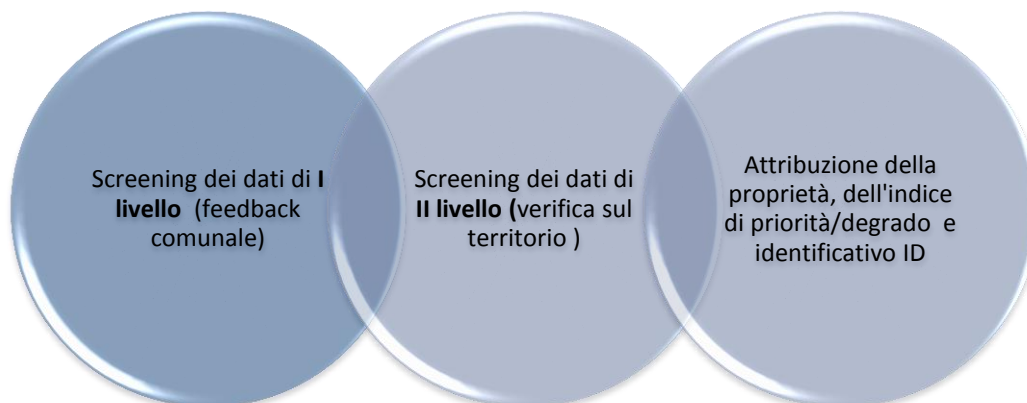 Screening dei dati di I
livello (feedback
comunale)
Screening dei dati di
II livello (verifica sul
territorio )
Attribuzione della
proprietà, dell'indice
di priorità/degrado e
identificativo ID